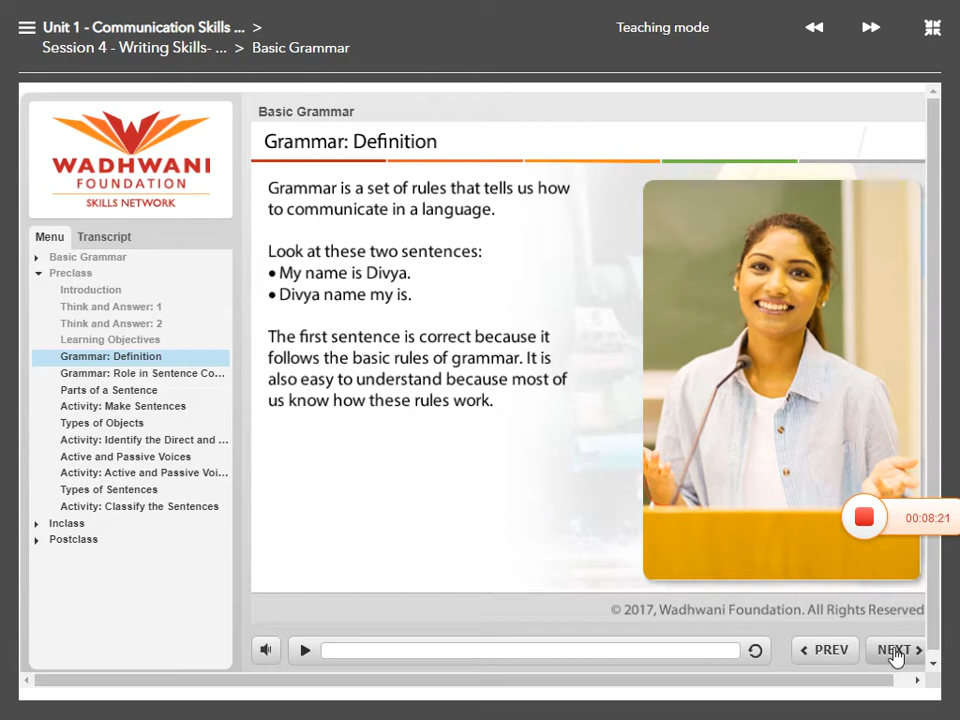 Unit 1 - Communication Skills ... >
Teaching mode
Session 4 - Writing Skills- ... > Basic Grammar
WADHWANI
FOUNDATION
SKILLS NETWORK
Menu
Transcript
Basic Grammar
Preclass
Introduction
Think and Answer: 1
Think and Answer: 2
Learning Objectives
Grammar: Definition
Grammar: Role in Sentence Co...
Parts of a Sentence
Activity: Make Sentences
Types of Objects
Activity: Identify the Direct and ...
Active and Passive Voices
Activity: Active and Passive Voi...
Types of Sentences
Activity: Classify the Sentences
Inclass
Postclass
Basic Grammar
Grammar: Definition
Grammar is a set of rules that tells us how
to communicate in a language.
Look at these two sentences:
• My name is Divya.
• Divya name my is.
The first sentence is correct because it
follows the basic rules of grammar. It is
also easy to understand because most of
us know how these rules work.
00:08:21
© 2017, Wadhwani Foundation. All Rights Reserved
PREV
NEXT